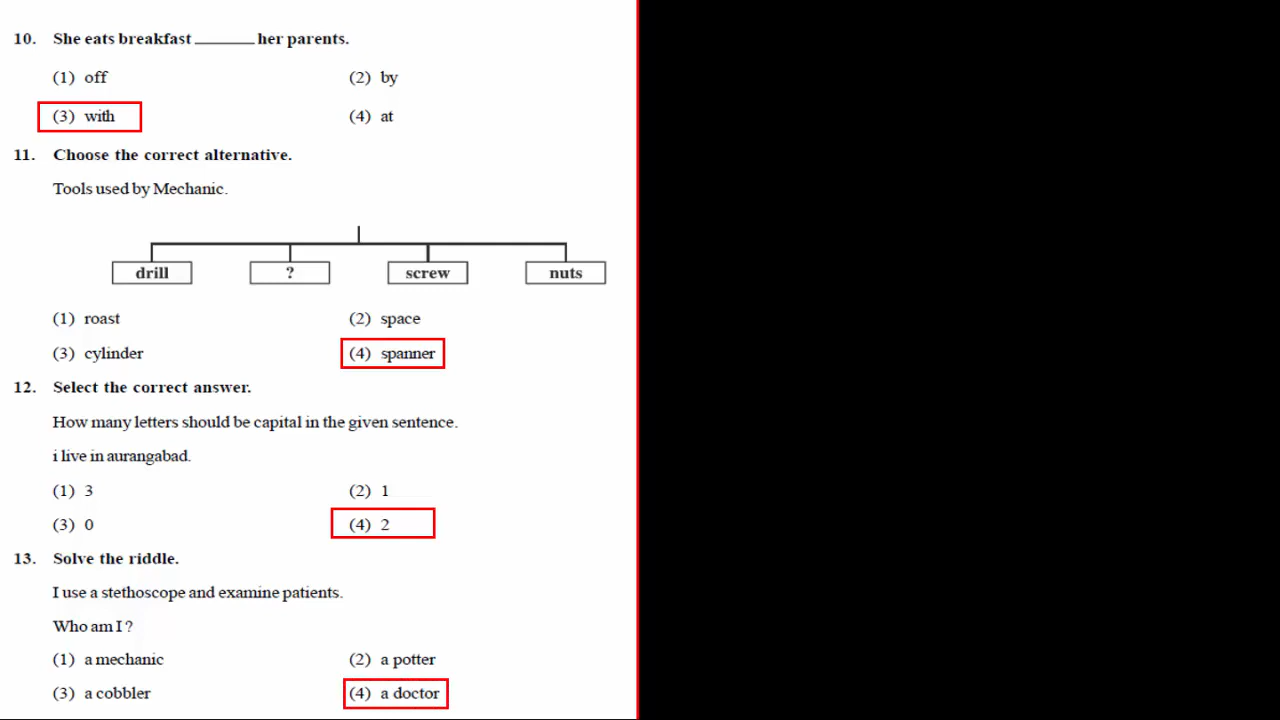 10. She eats breakfast ______ her parents.
(1) off (2) by
(3) with (4) at
11. Choose the correct alternative.
Tools used by Mechanic.
drill ? screw nuts
(1) roast (2) space
(3) cylinder (4) spanner
12. Select the correct answer.
How many letters should be capital in the given sentence.
i live in aurangabad.
(1) 3 (2) 1
(3) 0 (4) 2
13. Solve the riddle.
I use a stethoscope and examine patients.
Who am I ?
(1) a mechanic (2) a potter
(3) a cobbler (4) a doctor